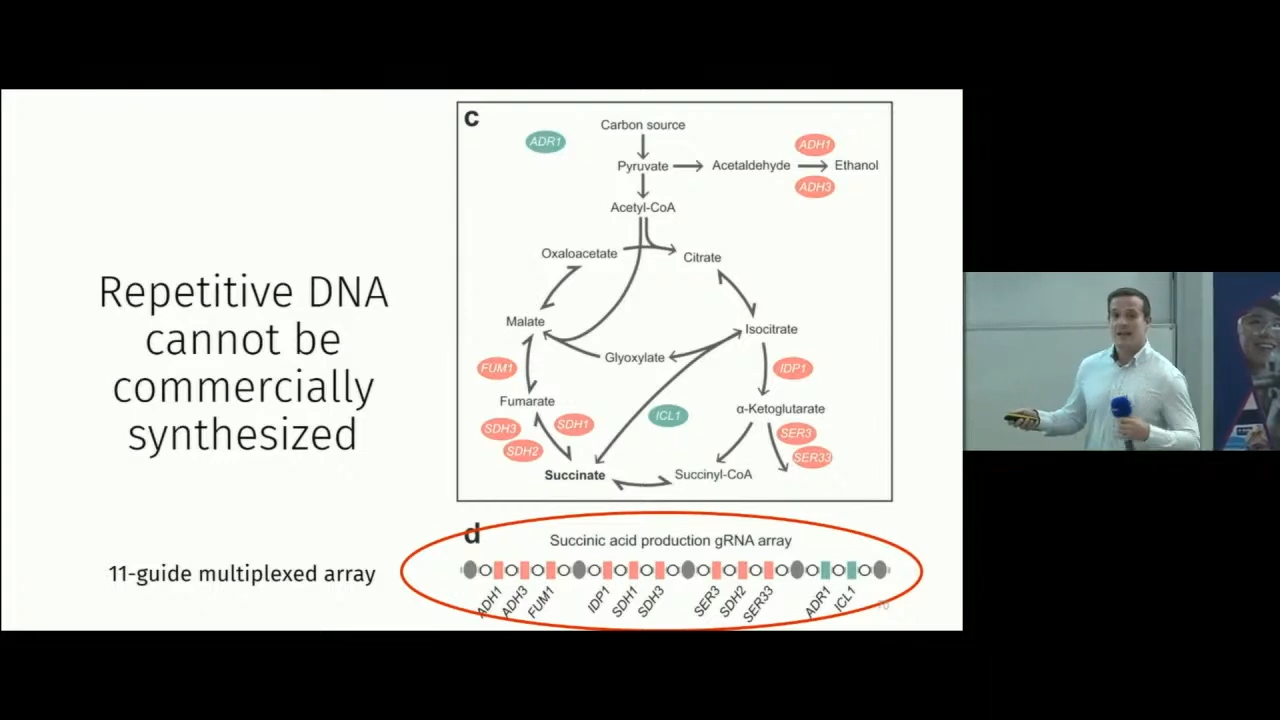 Repetitive DNA
cannot be
commercially
synthesized
11-guide multiplexed array
c
Carbon source
ADR1
ADH1
Pyruvate
Acetaldehyde
Ethanol
ADH3
Acetyl-CoA
Oxaloacetate
Citrate
Malate
Isocitrate
Glyoxylate
FUM1
IDP1
Fumarate
ICL1
α-Ketoglutarate
SDH3
SDH1
SER3
SDH2
SER33
Succinate
Succinyl-CoA
d
Succinic acid production gRNA array
ADH1
ADH3
FUM1
IDP1
SDH1
SDH3
SER3
SDH2
SER33
ADR1
ICL1
70